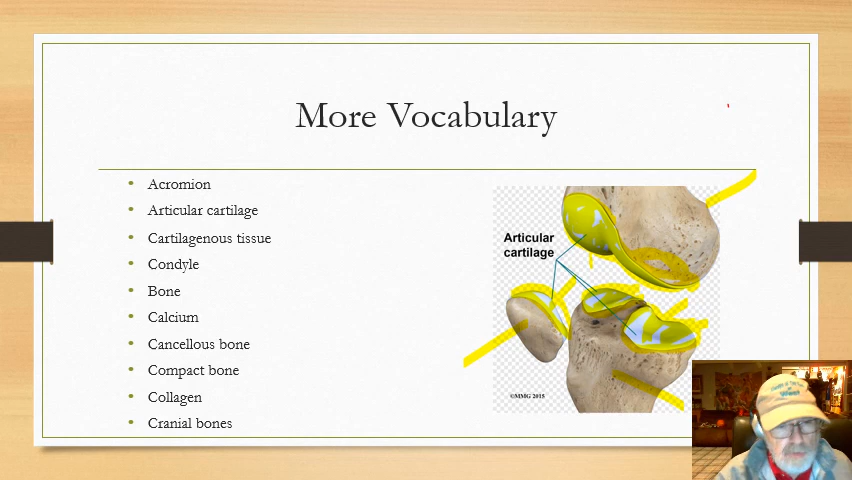 More Vocabulary
Acromion
Articular cartilage
Cartilagenous tissue
Condyle
Bone
Calcium
Cancellous bone
Compact bone
Collagen
Cranial bones
Articular
cartilage
©MMG 2015